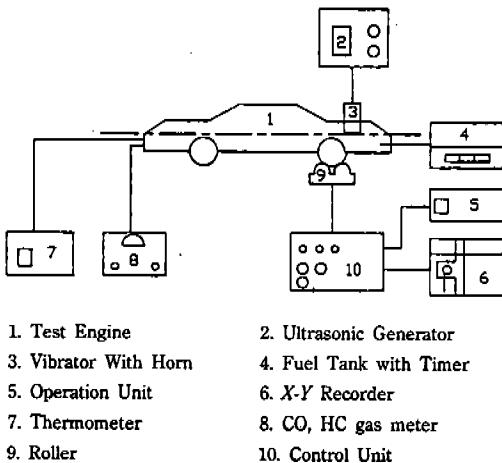 2
1
3
4
9
5
7
8
10
6
1. Test Engine
2. Ultrasonic Generator
3. Vibrator With Horn
4. Fuel Tank with Timer
5. Operation Unit
6. X-Y Recorder
7. Thermometer
8. CO, HC gas meter
9. Roller
10. Control Unit